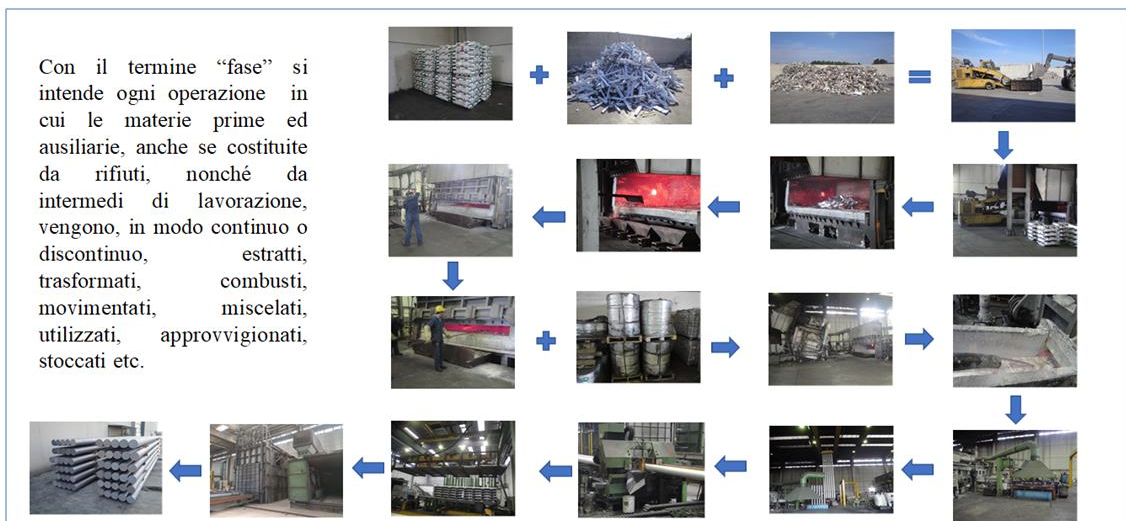 Con il termine “fase” si
intende ogni operazione in
cui le materie prime ed
ausiliarie, anche se costituite
da rifiuti, nonché da
intermedi di lavorazione,
vengono, in modo continuo o
discontinuo, estratti,
trasformati, combusti,
movimentati, miscelati,
utilizzati, approvvigionati,
stoccati etc.